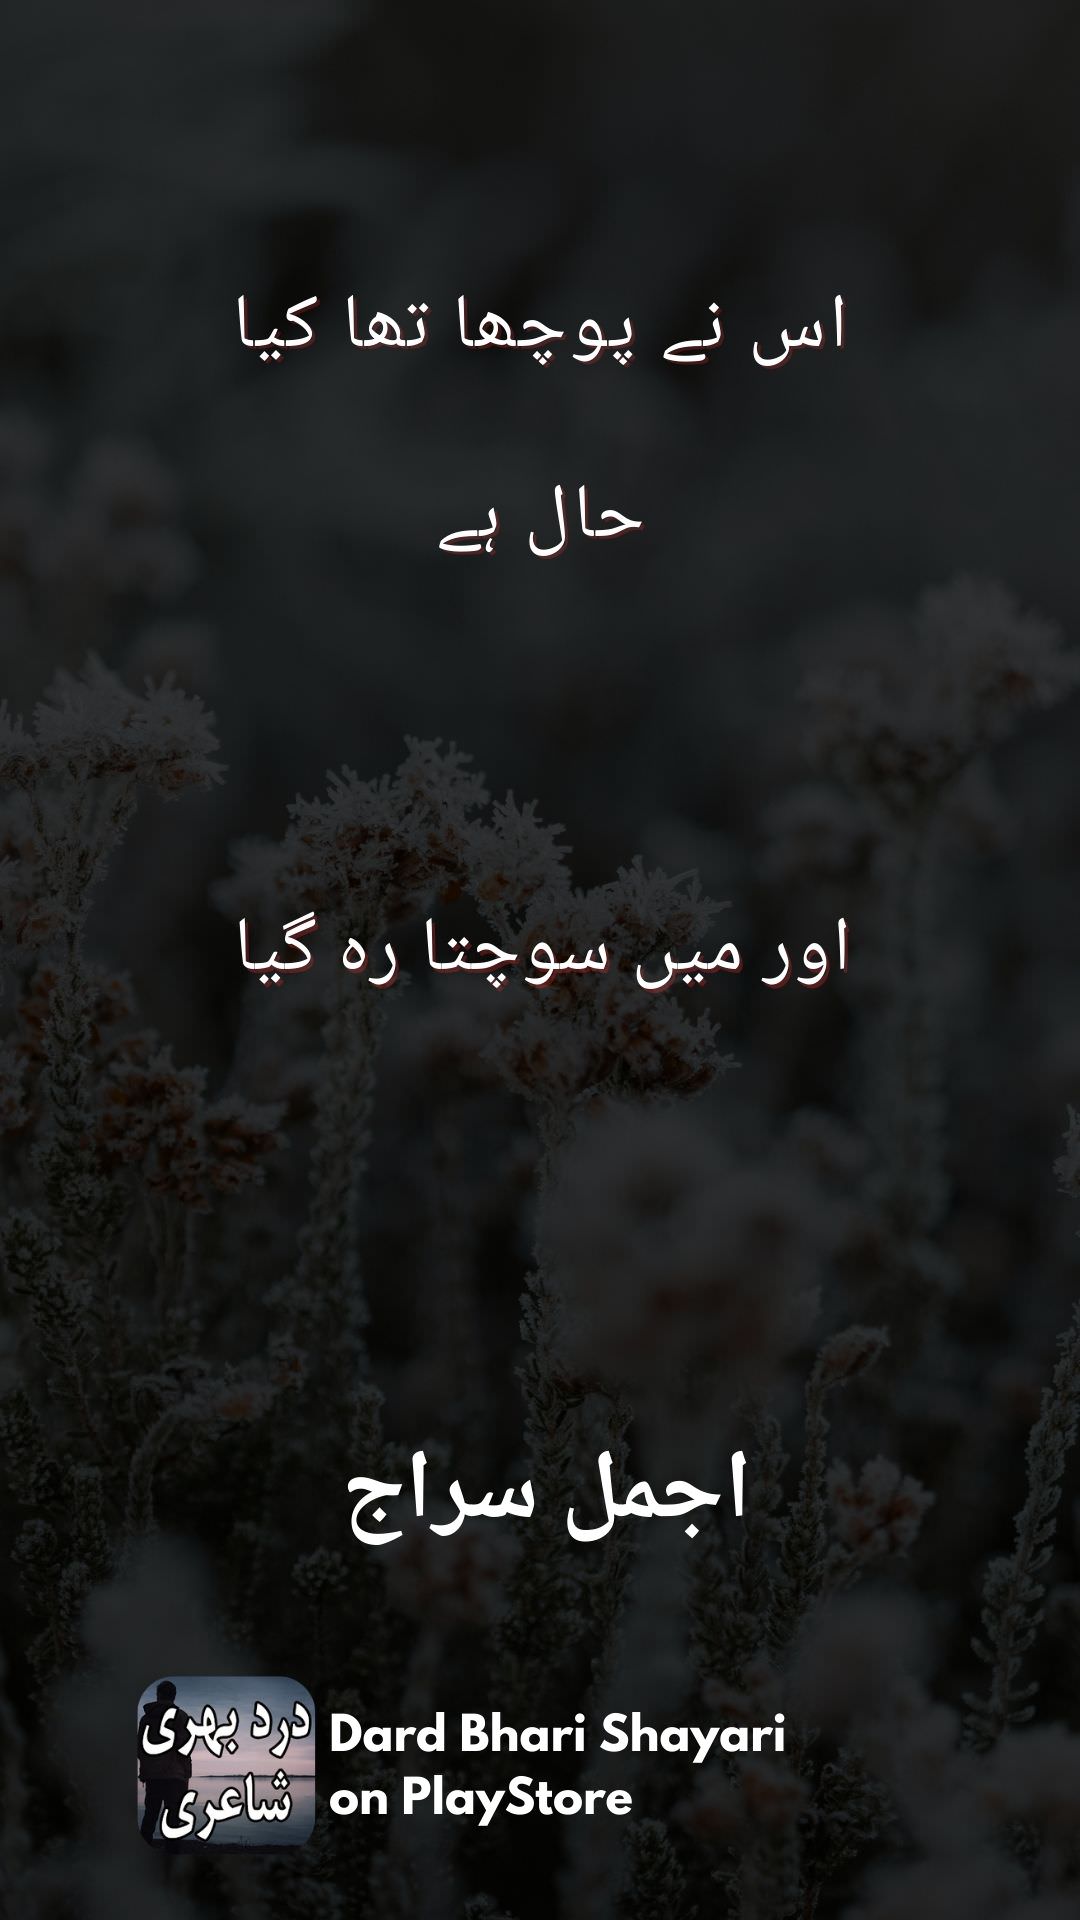 اس نے پوچھا تھا کیا
حال ہے
اور میں سوچتا رہ گیا
اجمل سراج
درد بھری
شاعری
Dard Bhari Shayari
on PlayStore